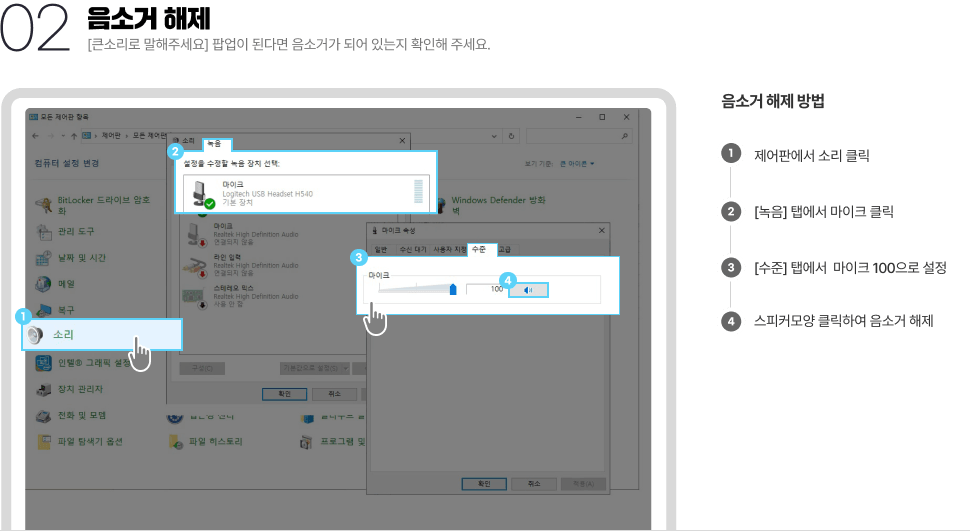 02 음소거 해제
[큰소리로 말해주세요] 팝업이 된다면 음소거가 되어 있는지 확인해 주세요.
음소거 해제 방법
1 제어판에서 소리 클릭
2 [녹음] 탭에서 마이크 클릭
3 [수준] 탭에서 마이크 100으로 설정
4 스피커모양 클릭하여 음소거 해제
모든 제어판 항목
제어판 > 모든 제어판
컴퓨터 설정 변경
보기 기준: 큰 아이콘
BitLocker 드라이브 암호
화
관리 도구
날짜 및 시간
메일
복구
1
소리
인텔® 그래픽 설정
장치 관리자
전화 및 모뎀
파일 탐색기 옵션
파일 히스토리
프로그램 및
Windows Defender 방화
벽
소리
녹음
2
설정을 수정할 녹음 장치 선택:
마이크
Logitech USB Headset H540
기본 장치
마이크
Realtek High Definition Audio
연결되지 않음
라인 입력
Realtek High Definition Audio
연결되지 않음
스테레오 믹스
Realtek High Definition Audio
사용 안 함
구성(C)
기본값으로 설정(S)
확인
취소
마이크 속성
일반 수신 대기 사용자 지정 수준 고급
3
마이크
100
4
확인
취소
적용(A)